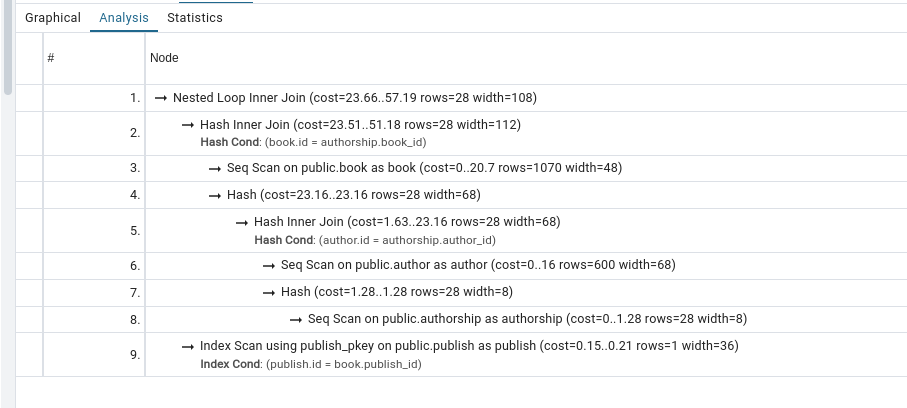 Graphical Analysis Statistics
# Node
1. → Nested Loop Inner Join (cost=23.66..57.19 rows=28 width=108)
2. → Hash Inner Join (cost=23.51..51.18 rows=28 width=112)
Hash Cond: (book.id = authorship.book_id)
3. → Seq Scan on public.book as book (cost=0..20.7 rows=1070 width=48)
4. → Hash (cost=23.16..23.16 rows=28 width=68)
5. → Hash Inner Join (cost=1.63..23.16 rows=28 width=68)
Hash Cond: (author.id = authorship.author_id)
6. → Seq Scan on public.author as author (cost=0..16 rows=600 width=68)
7. → Hash (cost=1.28..1.28 rows=28 width=8)
8. → Seq Scan on public.authorship as authorship (cost=0..1.28 rows=28 width=8)
9. → Index Scan using publish_pkey on public.publish as publish (cost=0.15..0.21 rows=1 width=36)
Index Cond: (publish.id = book.publish_id)